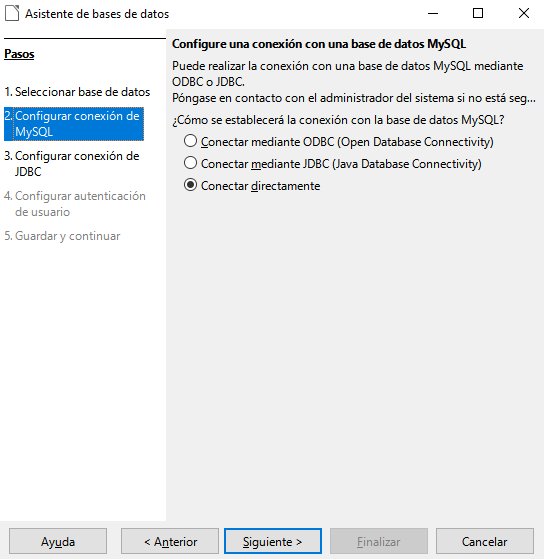 Asistente de bases de datos
Pasos
1. Seleccionar base de datos
2. Configurar conexión de
MySQL
3. Configurar conexión de
JDBC
4. Configurar autenticación
de usuario
5. Guardar y continuar
Configure una conexión con una base de datos MySQL
Puede realizar la conexión con una base de datos MySQL mediante
ODBC o JDBC.
Póngase en contacto con el administrador del sistema si no está seg...
¿Cómo se establecerá la conexión con la base de datos MySQL?
Conectar mediante ODBC (Open Database Connectivity)
Conectar mediante JDBC (Java Database Connectivity)
Conectar directamente
Ayuda
< Anterior
Siguiente >
Finalizar
Cancelar